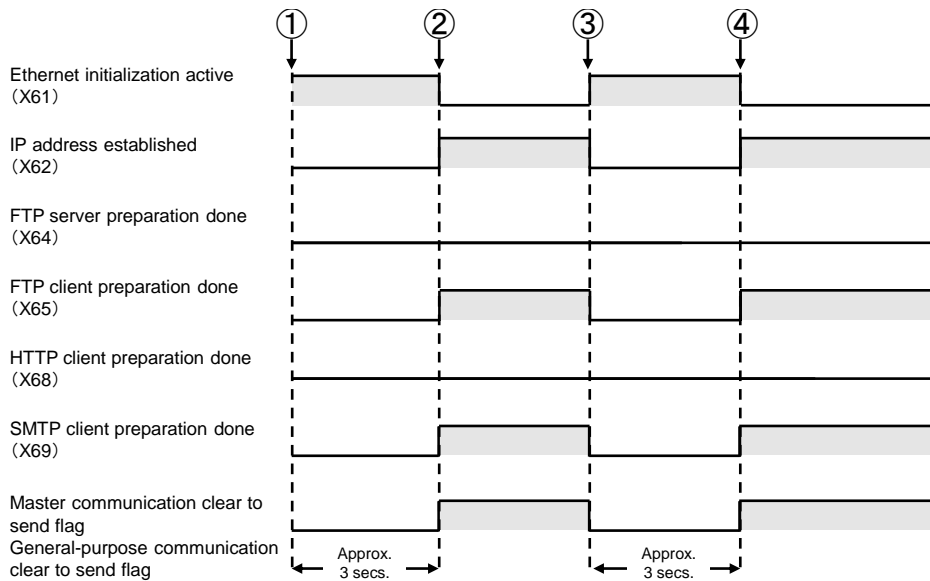 ① ② ③ ④
Ethernet initialization active
（X61）
IP address established
（X62）
FTP server preparation done
（X64）
FTP client preparation done
（X65）
HTTP client preparation done
（X68）
SMTP client preparation done
（X69）
Master communication clear to
send flag
General-purpose communication
clear to send flag
Approx.
3 secs.
Approx.
3 secs.